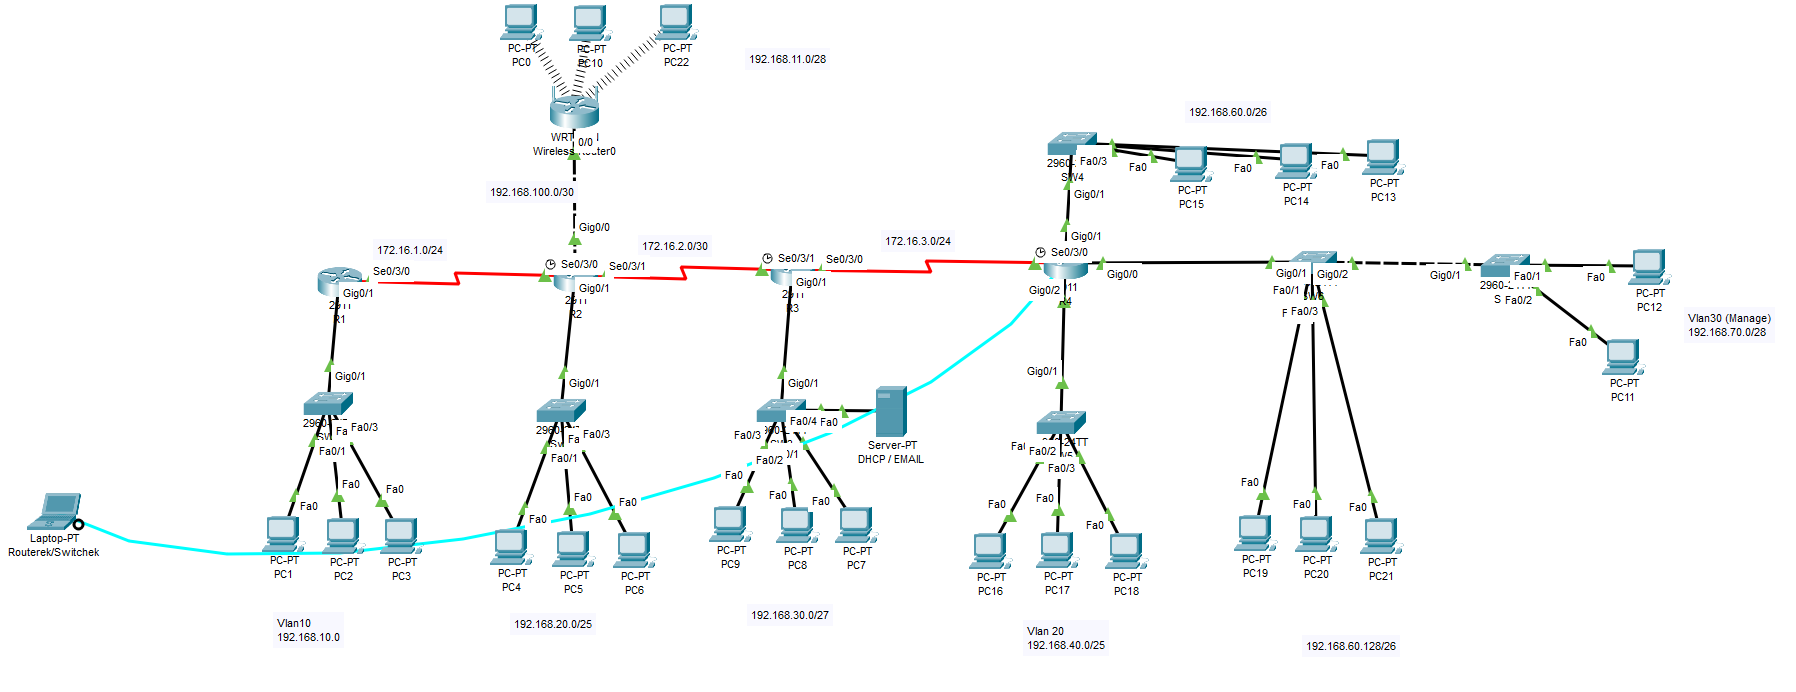 PC-PT
PC0
PC-PT
PC10
PC-PT
PC22
192.168.11.0/28
0/0
192.168.100.0/30
Gig0/0
192.168.60.0/26
Fa0/3
SW4
Gig0/1
Fa0
Fa0
Fa0
PC-PT
PC15
PC-PT
PC14
PC-PT
PC13
172.16.1.0/24
172.16.2.0/30
172.16.3.0/24
Se0/3/0
Gig0/1
R1
Se0/3/0
Se0/3/1
Gig0/1
R2
Se0/3/1
Se0/3/0
Gig0/1
R3
Gig0/1
Se0/3/0
Gig0/0
Gig0/2
R4
Gig0/1
Gig0/2
Fa0/1
Fa0/3
Gig0/1
Fa0/1
Fa0/2
Fa0
PC-PT
PC12
Fa0
PC-PT
PC11
Vlan30 (Manage)
192.168.70.0/28
Gig0/1
Fa0/3
Fa0/1
Gig0/1
Fa0/3
Fa0/1
Gig0/1
Fa0/4
Fa0
Fa0/3
Fa0/2
Server-PT
DHCP / EMAIL
Gig0/1
Fa0/2
Fa0/3
Laptop-PT
Routerek/Switchek
Fa0
Fa0
PC-PT
PC1
PC-PT
PC2
PC-PT
PC3
Fa0
Fa0
Fa0
PC-PT
PC4
PC-PT
PC5
PC-PT
PC6
Fa0
Fa0
Fa0
PC-PT
PC9
PC-PT
PC8
PC-PT
PC7
Fa0
Fa0
Fa0
PC-PT
PC16
PC-PT
PC17
PC-PT
PC18
Fa0
Fa0
Fa0
PC-PT
PC19
PC-PT
PC20
PC-PT
PC21
Vlan10
192.168.10.0
192.168.20.0/25
192.168.30.0/27
Vlan 20
192.168.40.0/25
192.168.60.128/26